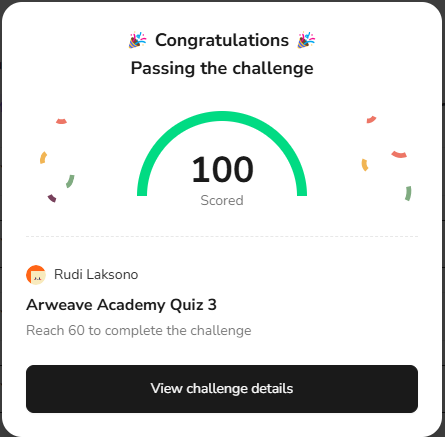 🎉 Congratulations 🎉
Passing the challenge
100
Scored
Rudi Laksono
Arweave Academy Quiz 3
Reach 60 to complete the challenge
View challenge details